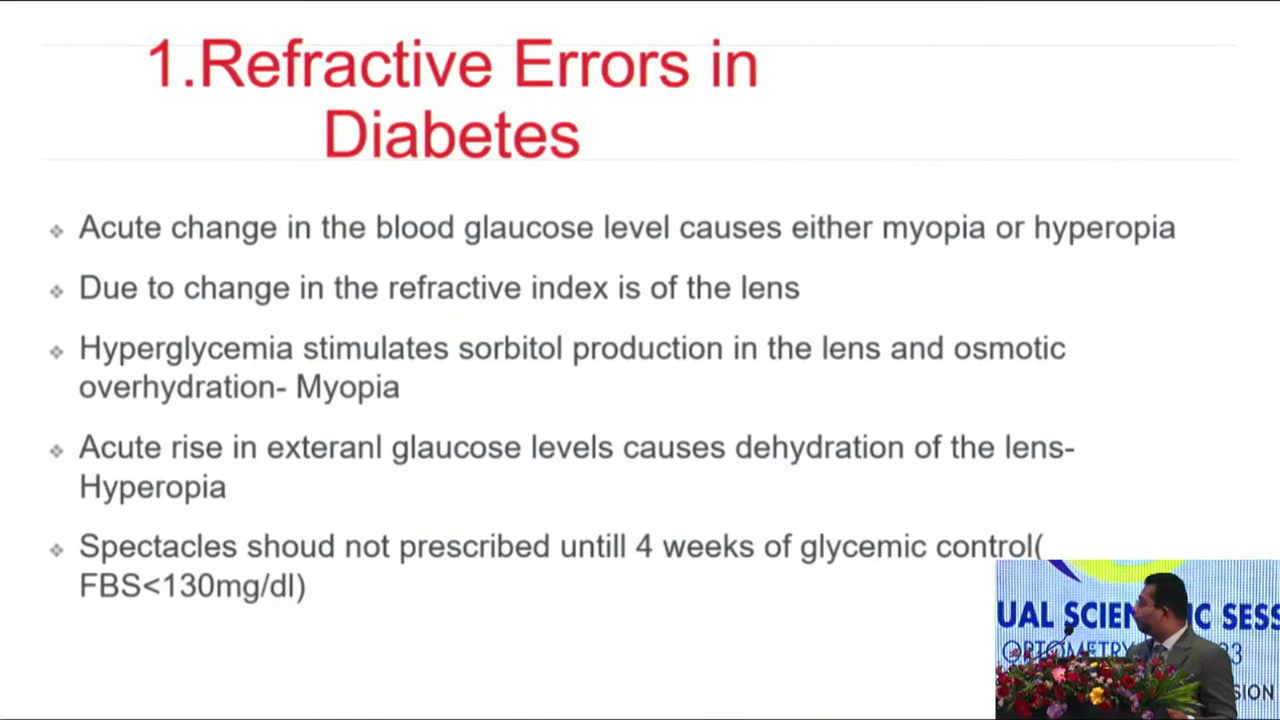 1.Refractive Errors in
Diabetes
❖ Acute change in the blood glaucose level causes either myopia or hyperopia
❖ Due to change in the refractive index is of the lens
❖ Hyperglycemia stimulates sorbitol production in the lens and osmotic
overhydration- Myopia
❖ Acute rise in exteranl glaucose levels causes dehydration of the lens-
Hyperopia
❖ Spectacles shoud not prescribed untill 4 weeks of glycemic control(
FBS<130mg/dl)
UAL SCIEN IC SESS
OPTOMETRY 3
SION